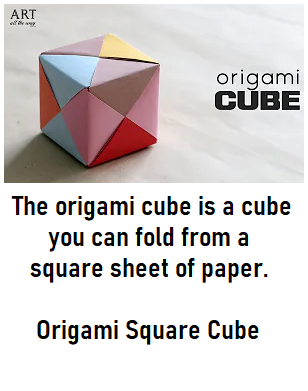 ART
all the way
origami
CUBE
The origami cube is a cube
you can fold from a
square sheet of paper.
Origami Square Cube